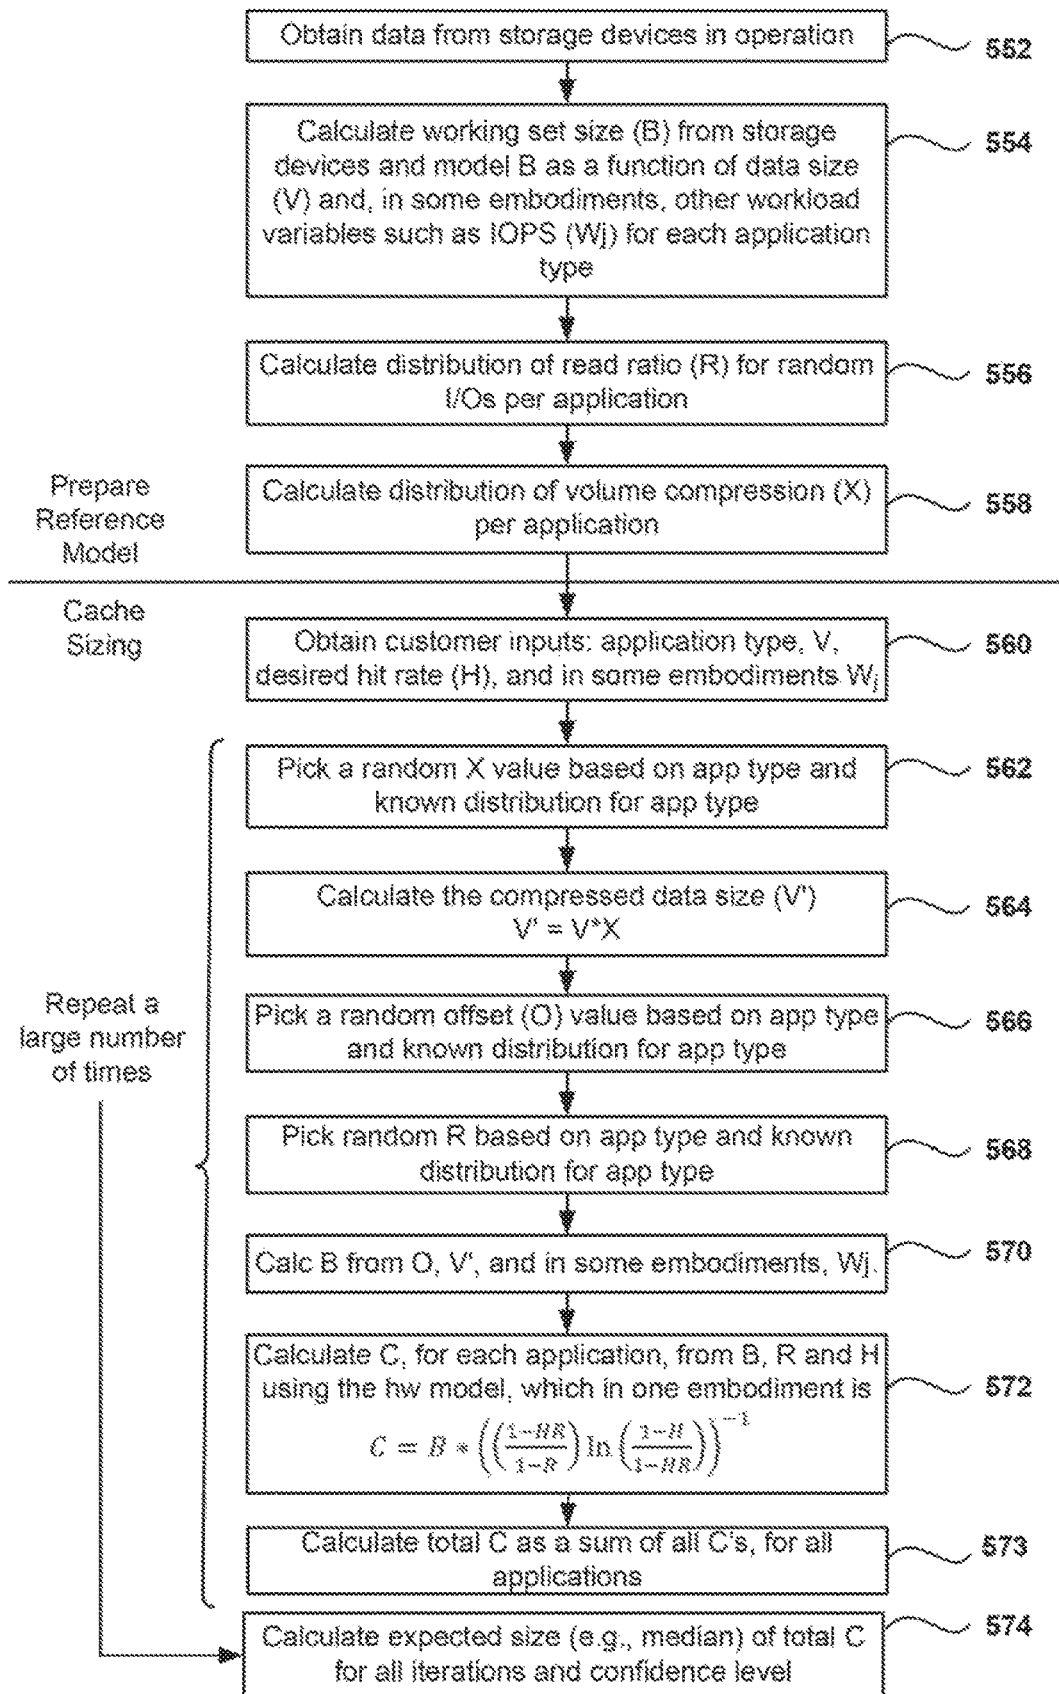 Obtain data from storage devices in operation
552
Calculate working set size (B) from storage
devices and model B as a function of data size
(V) and, in some embodiments, other workload
variables such as IOPS (Wj) for each application
type
554
Calculate distribution of read ratio (R) for random
I/Os per application
556
Calculate distribution of volume compression (X)
per application
558
Prepare
Reference
Model
Cache
Sizing
Obtain customer inputs: application type, V,
desired hit rate (H), and in some embodiments Wj
560
Pick a random X value based on app type and
known distribution for app type
562
Calculate the compressed data size (V')
V' = V*X
564
Pick a random offset (O) value based on app type
and known distribution for app type
566
Repeat a
large number
of times
Pick random R based on app type and known
distribution for app type
568
Calc B from O, V', and in some embodiments, Wj.
570
Calculate C, for each application, from B, R and H
using the hw model, which in one embodiment is
C = B * (((1-HR)/(1-R)) ln((1-H)/(1-HR)))^-1
572
Calculate total C as a sum of all C's, for all
applications
573
Calculate expected size (e.g., median) of total C
for all iterations and confidence level
574